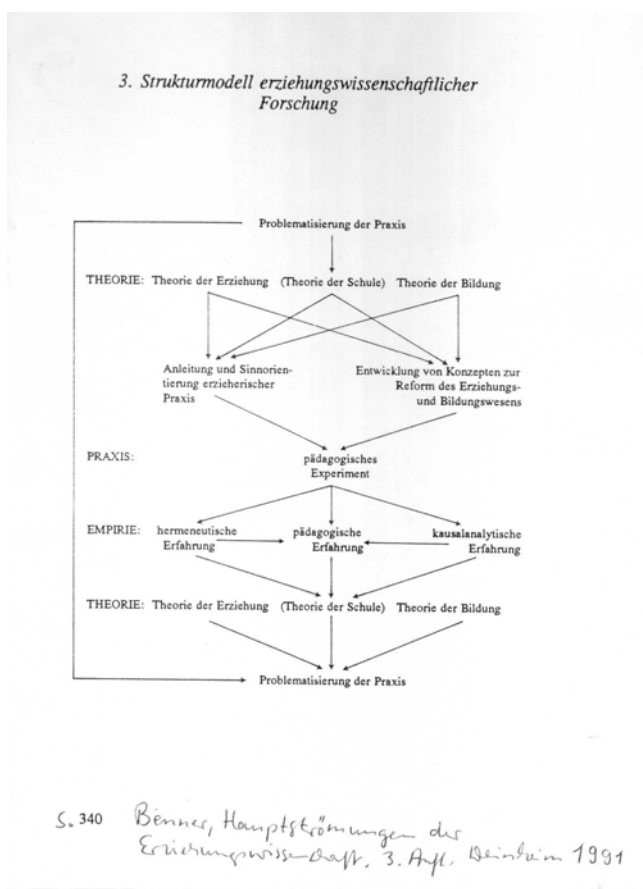 3. Strukturmodell erziehungswissenschaftlicher
Forschung
Problematisierung der Praxis
THEORIE: Theorie der Erziehung (Theorie der Schule) Theorie der Bildung
Anleitung und Sinnorien-
tierung erzieherischer
Praxis
Entwicklung von Konzepten zur
Reform des Erziehungs-
und Bildungswesens
PRAXIS:
pädagogisches
Experiment
EMPIRIE: hermeneutische
Erfahrung
pädagogische
Erfahrung
kausalanalytische
Erfahrung
THEORIE: Theorie der Erziehung (Theorie der Schule) Theorie der Bildung
Problematisierung der Praxis
S. 340 Benner, Hauptströmungen der
Erziehungswissenschaft. 3. Aufl. Weinheim 1991